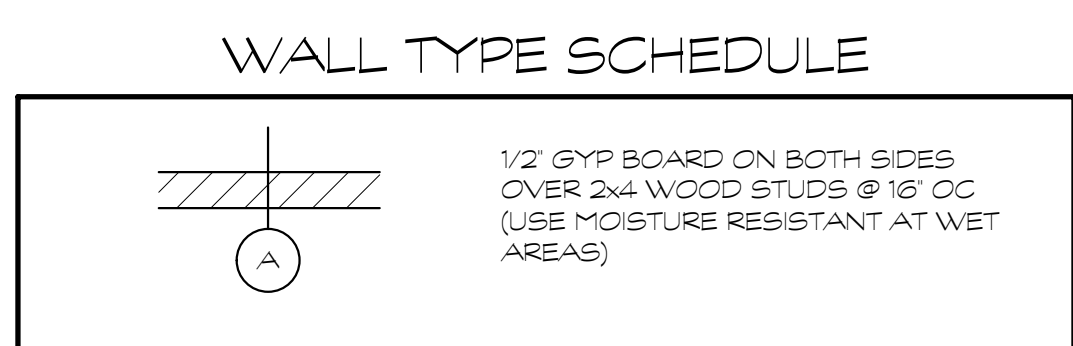 WALL TYPE SCHEDULE
1/2" GYP BOARD ON BOTH SIDES
OVER 2x4 WOOD STUDS @ 16" OC
(USE MOISTURE RESISTANT AT WET
AREAS)
A